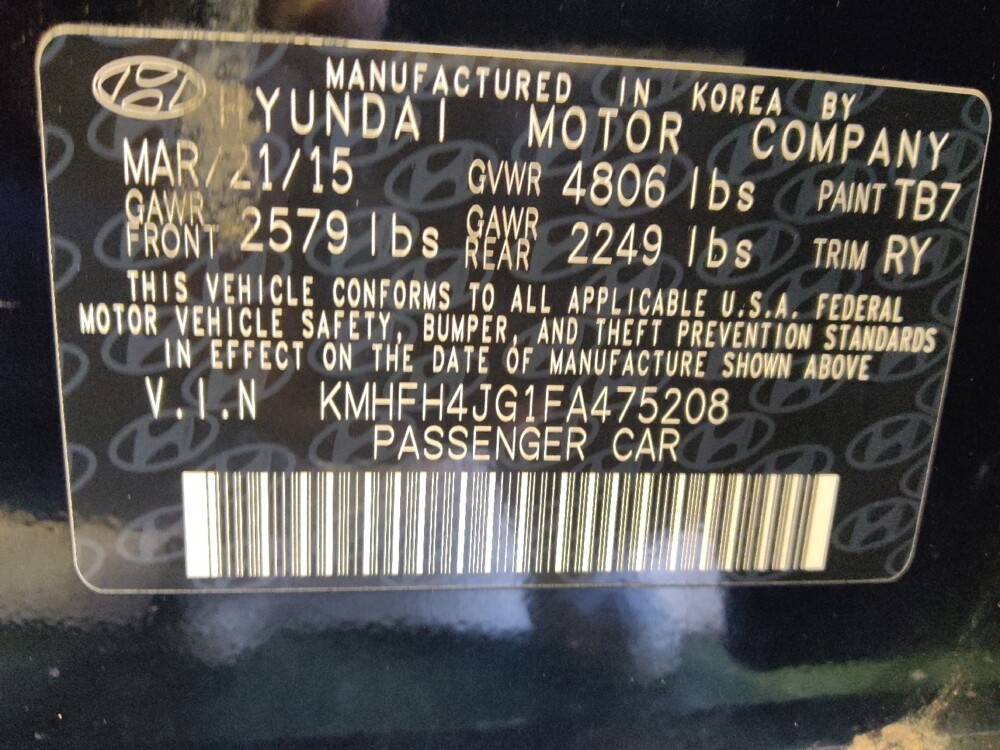 MANUFACTURED IN KOREA BY
HYUNDAI MOTOR COMPANY
MAR/21/15 GVWR 4806 lbs PAINT TB7
GAWR FRONT 2579 lbs GAWR REAR 2249 lbs TRIM RY
THIS VEHICLE CONFORMS TO ALL APPLICABLE U.S.A. FEDERAL
MOTOR VEHICLE SAFETY, BUMPER, AND THEFT PREVENTION STANDARDS
IN EFFECT ON THE DATE OF MANUFACTURE SHOWN ABOVE
V.I.N KMHFH4JG1FA475208
PASSENGER CAR